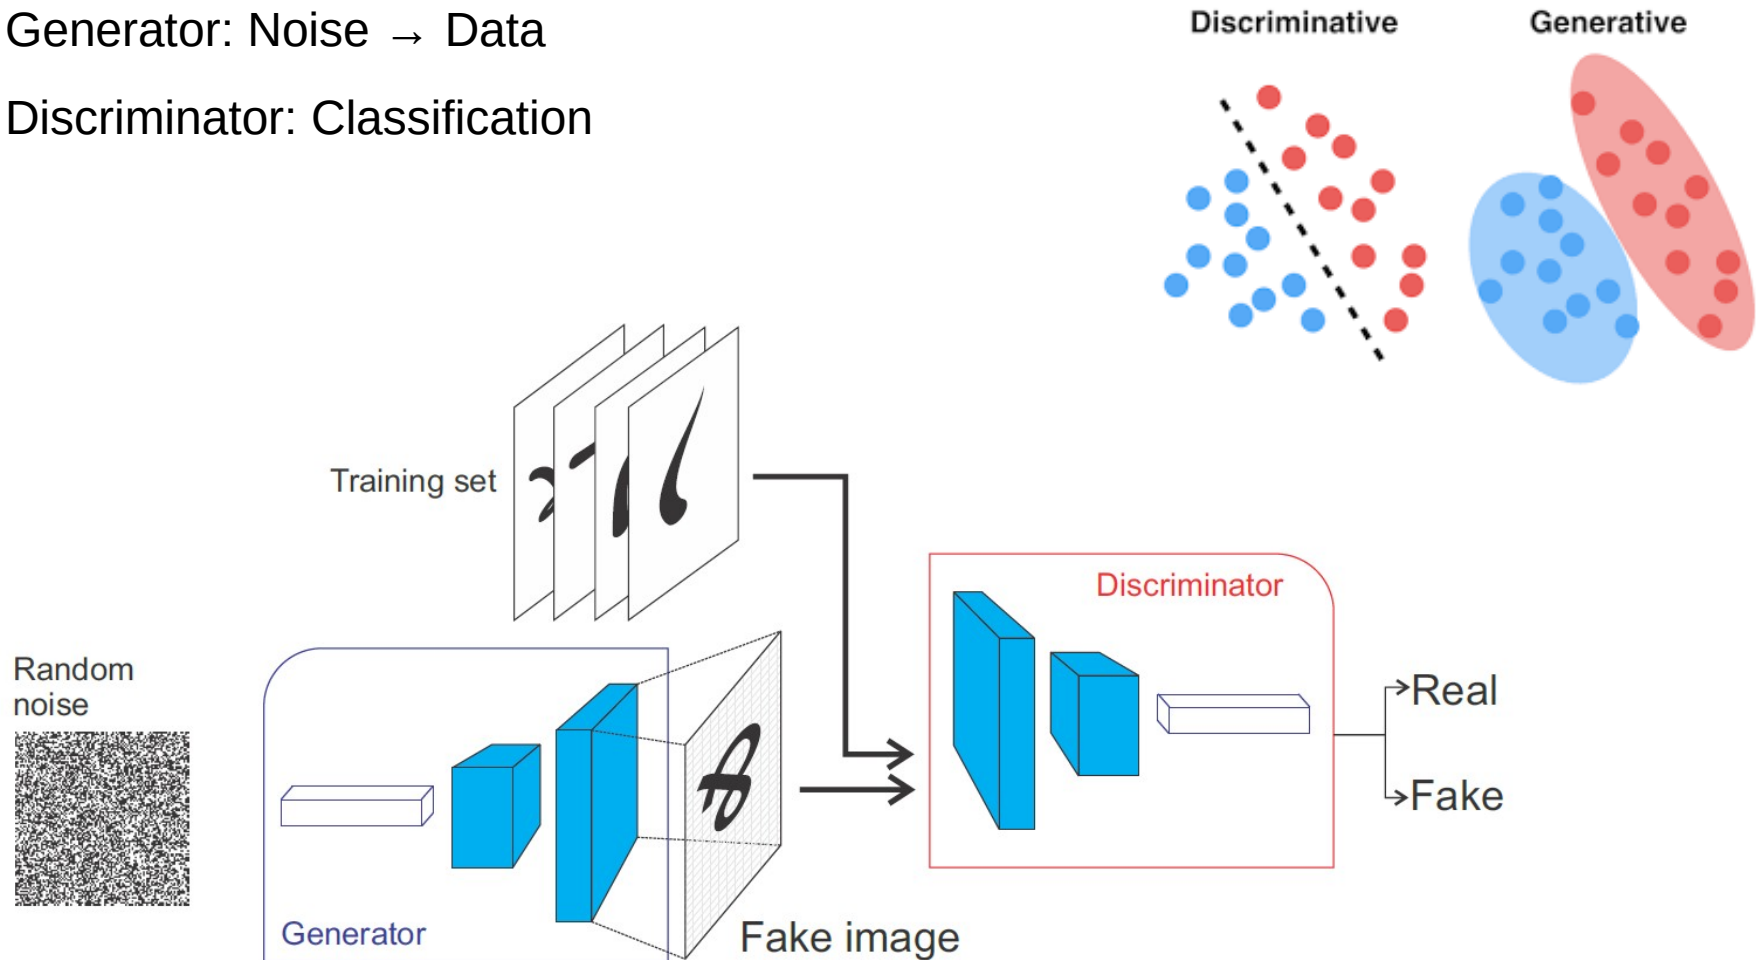 Generator: Noise → Data
Discriminator: Classification
Discriminative
Generative
Training set
Discriminator
Random
noise
Real
Fake
Generator
Fake image